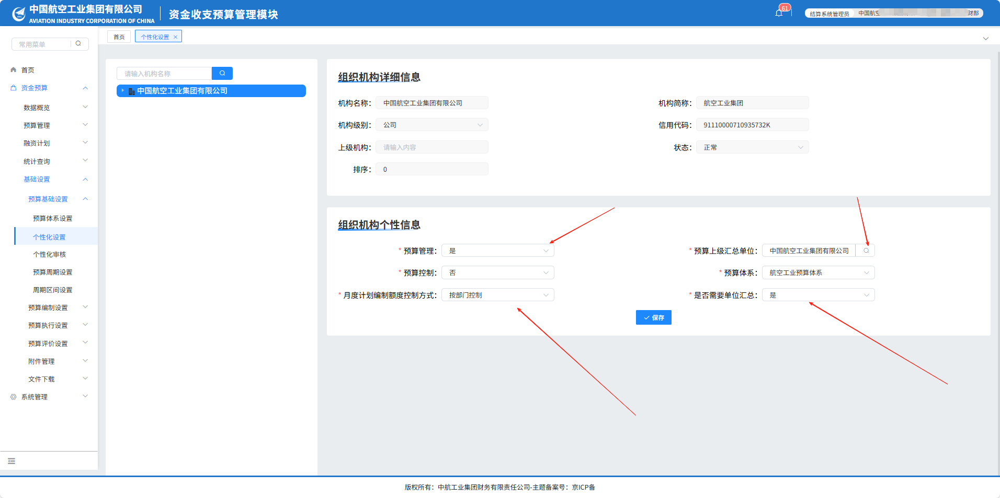 中国航空工业集团有限公司
AVIATION INDUSTRY CORPORATION OF CHINA
资金收支预算管理模块
61
结算系统管理员
中国航空
财部
常用菜单
首页
个性化设置
首页
资金预算
数据概览
预算管理
融资计划
统计查询
基础设置
预算基础设置
预算体系设置
个性化设置
个性化审核
预算周期设置
周期区间设置
预算编制设置
预算执行设置
预算评价设置
附件管理
文件下载
系统管理
请输入机构名称
中国航空工业集团有限公司
组织机构详细信息
机构名称： 中国航空工业集团有限公司
机构简称： 航空工业集团
机构级别： 公司
信用代码： 91110000710935732K
上级机构： 请输入内容
状态： 正常
排序： 0
组织机构个性信息
* 预算管理： 是
* 预算上级汇总单位： 中国航空工业集团有限公司
* 预算控制： 否
* 预算体系： 航空工业预算体系
* 月度计划编制额度控制方式： 按部门控制
* 是否需要单位汇总： 是
保存
版权所有：中航工业集团财务有限责任公司-主题备案号：京ICP备